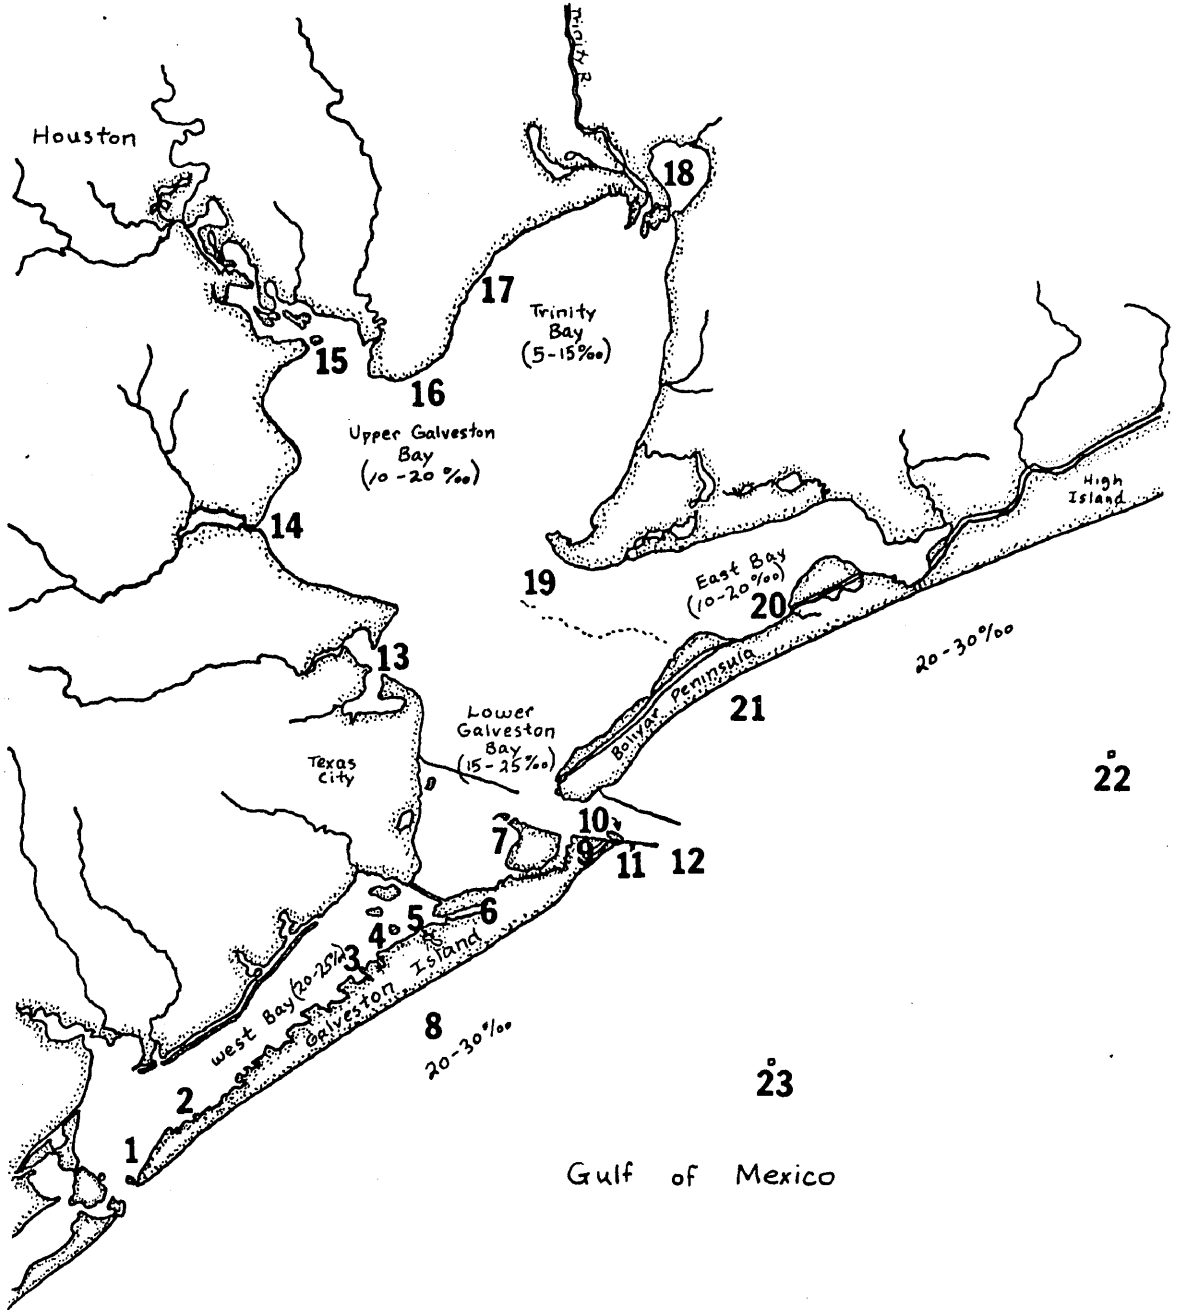 Trinity R.
Houston
18
17
Trinity
Bay
(5-15‰)
15
16
Upper Galveston
Bay
(10-20‰)
High
Island
14
East Bay
(10-20‰)
19
20
20-30‰
13
Bolivar Peninsula
21
Lower
Galveston
Bay
(15-25‰)
Texas
City
22
10
7
9
11
12
6
5
4
3
West Bay (20-25‰)
Galveston Island
8
20-30‰
23
2
1
Gulf of Mexico